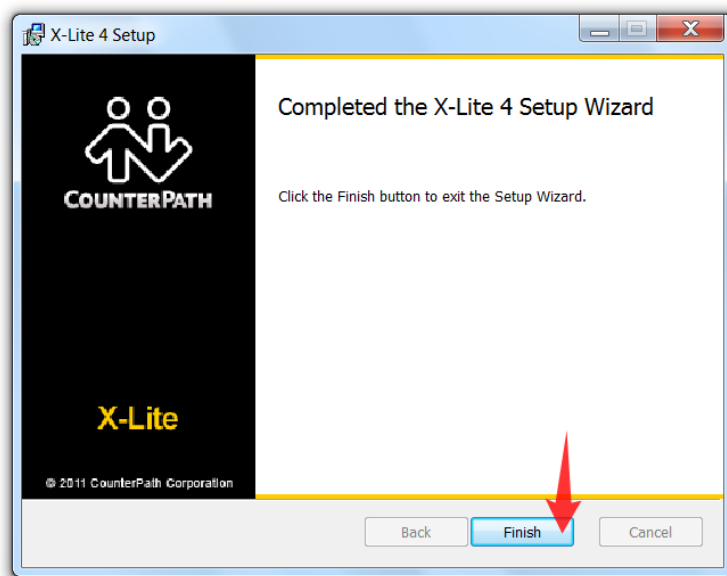 X-Lite 4 Setup
COUNTERPATH
Completed the X-Lite 4 Setup Wizard
Click the Finish button to exit the Setup Wizard.
X-Lite
© 2011 CounterPath Corporation
Back
Finish
Cancel